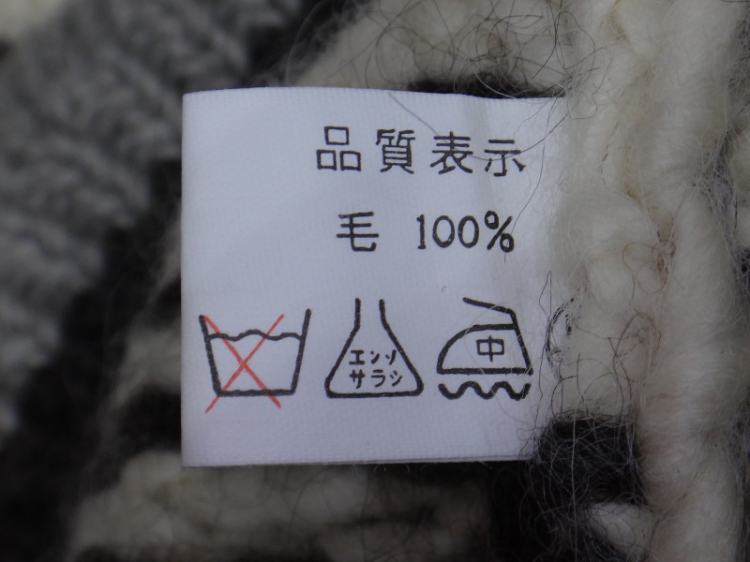 品質表示
毛 100%
エンソ
サラシ
中